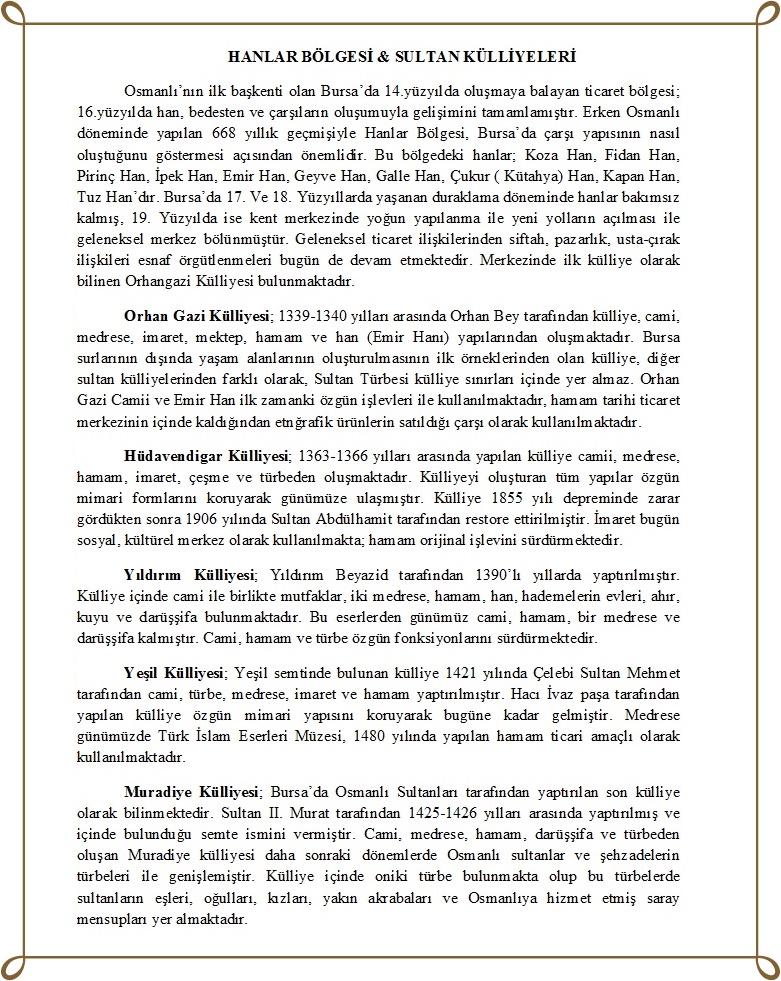 HANLAR BÖLGESİ & SULTAN KÜLLİYELERİ
Osmanlı’nın ilk başkenti olan Bursa’da 14.yüzyılda oluşmaya balayan ticaret bölgesi;
16.yüzyılda han, bedesten ve çarşıların oluşumuyla gelişimini tamamlamıştır. Erken Osmanlı
döneminde yapılan 668 yıllık geçmişiyle Hanlar Bölgesi, Bursa’da çarşı yapısının nasıl
oluştuğunu göstermesi açısından önemlidir. Bu bölgedeki hanlar; Koza Han, Fidan Han,
Pirinç Han, İpek Han, Emir Han, Geyve Han, Galle Han, Çukur ( Kütahya) Han, Kapan Han,
Tuz Han’dır. Bursa’da 17. Ve 18. Yüzyıllarda yaşanan duraklama döneminde hanlar bakımsız
kalmış, 19. Yüzyılda ise kent merkezinde yoğun yapılanma ile yeni yolların açılması ile
geleneksel merkez bölünmüştür. Geleneksel ticaret ilişkilerinden siftah, pazarlık, usta-çırak
ilişkileri esnaf örgütlenmeleri bugün de devam etmektedir. Merkezinde ilk külliye olarak
bilinen Orhangazi Külliyesi bulunmaktadır.
Orhan Gazi Külliyesi; 1339-1340 yılları arasında Orhan Bey tarafından külliye, cami,
medrese, imaret, mektep, hamam ve han (Emir Hanı) yapılarından oluşmaktadır. Bursa
surlarının dışında yaşam alanlarının oluşturulmasının ilk örneklerinden olan külliye, diğer
sultan külliyelerinden farklı olarak, Sultan Türbesi külliye sınırları içinde yer almaz. Orhan
Gazi Camii ve Emir Han ilk zamanki özgün işlevleri ile kullanılmaktadır, hamam tarihi ticaret
merkezinin içinde kaldığından etnğrafik ürünlerin satıldığı çarşı olarak kullanılmaktadır.
Hüdavendigar Külliyesi; 1363-1366 yılları arasında yapılan külliye camii, medrese,
hamam, imaret, çeşme ve türbeden oluşmaktadır. Külliyeyi oluşturan tüm yapılar özgün
mimari formlarını koruyarak günümüze ulaşmıştır. Külliye 1855 yılı depreminde zarar
gördükten sonra 1906 yılında Sultan Abdülhamit tarafından restore ettirilmiştir. İmaret bugün
sosyal, kültürel merkez olarak kullanılmakta; hamam orijinal işlevini sürdürmektedir.
Yıldırım Külliyesi; Yıldırım Beyazid tarafından 1390’lı yıllarda yaptırılmıştır.
Külliye içinde cami ile birlikte mutfaklar, iki medrese, hamam, han, hademelerin evleri, ahır,
kuyu ve darüşşifa bulunmaktadır. Bu eserlerden günümüz cami, hamam, bir medrese ve
darüşşifa kalmıştır. Cami, hamam ve türbe özgün fonksiyonlarını sürdürmektedir.
Yeşil Külliyesi; Yeşil semtinde bulunan külliye 1421 yılında Çelebi Sultan Mehmet
tarafından cami, türbe, medrese, imaret ve hamam yaptırılmıştır. Hacı İvaz paşa tarafından
yapılan külliye özgün mimari yapısını koruyarak bugüne kadar gelmiştir. Medrese
günümüzde Türk İslam Eserleri Müzesi, 1480 yılında yapılan hamam ticari amaçlı olarak
kullanılmaktadır.
Muradiye Külliyesi; Bursa’da Osmanlı Sultanları tarafından yaptırılan son külliye
olarak bilinmektedir. Sultan II. Murat tarafından 1425-1426 yılları arasında yaptırılmış ve
içinde bulunduğu semte ismini vermiştir. Cami, medrese, hamam, darüşşifa ve türbeden
oluşan Muradiye külliyesi daha sonraki dönemlerde Osmanlı sultanlar ve şehzadelerin
türbeleri ile genişlemiştir. Külliye içinde oniki türbe bulunmakta olup bu türbelerde
sultanların eşleri, oğulları, kızları, yakın akrabaları ve Osmanlıya hizmet etmiş saray
mensupları yer almaktadır.